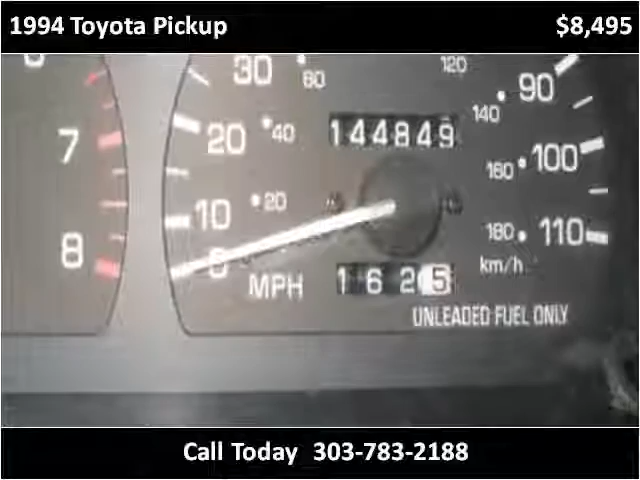 1994 Toyota Pickup $8,495
30 60 120 90
7 20 40 144849 140 100
160
10 20 180 110
8 0 MPH 1625 km/h
UNLEADED FUEL ONLY
Call Today 303-783-2188